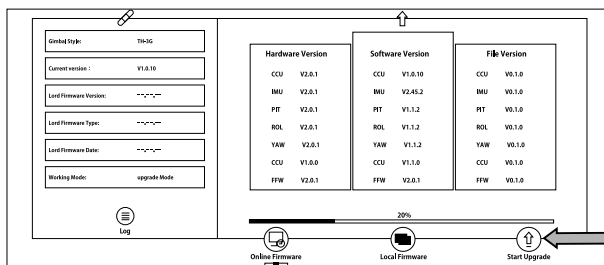 Gimbal Style: TH-3G
Current version : V1.0.10
Lord Firmware Version: --.--.--
Lord Firmware Type: --.--.--
Lord Firmware Date: --.--.--
Working Mode: upgrade Mode
Log
Hardware Version
CCU V2.0.1
IMU V2.0.1
PIT V2.0.1
ROL V2.0.1
YAW V2.0.1
CCU V1.0.0
FFW V2.0.1
Software Version
CCU V1.0.10
IMU V2.45.2
PIT V1.1.2
ROL V1.1.2
YAW V1.1.2
CCU V1.1.0
FFW V2.0.1
File Version
CCU V0.1.0
IMU V0.1.0
PIT V0.1.0
ROL V0.1.0
YAW V0.1.0
CCU V0.1.0
FFW V0.1.0
20%
Online Firmware
Local Firmware
Start Upgrade